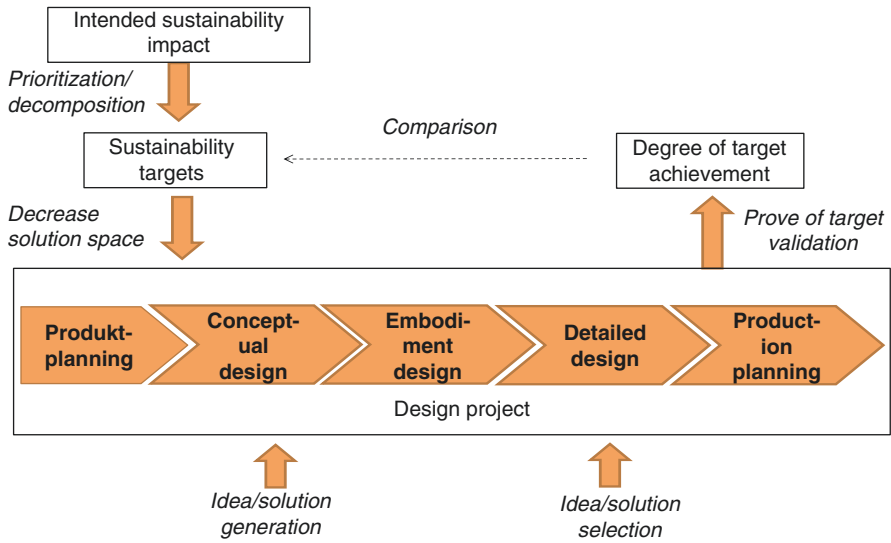 Intended sustainability
impact
Prioritization/
decomposition
Comparison
Sustainability
targets
Degree of target
achievement
Decrease
solution space
Prove of target
validation
Produkt-
planning
Concept-
ual
design
Embodi-
iment
design
Detailed
design
Product-
ion
planning
Design project
Idea/solution
generation
Idea/solution
selection